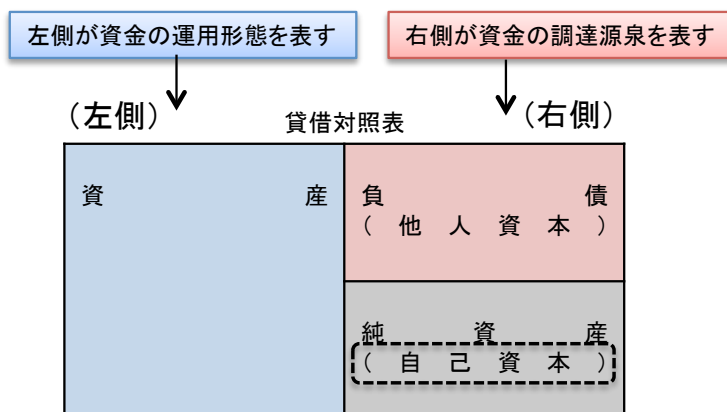 左側が資金の運用形態を表す
右側が資金の調達源泉を表す
(左側)
貸借対照表
(右側)
資産
負債
(他人資本)
純資産
(自己資本)